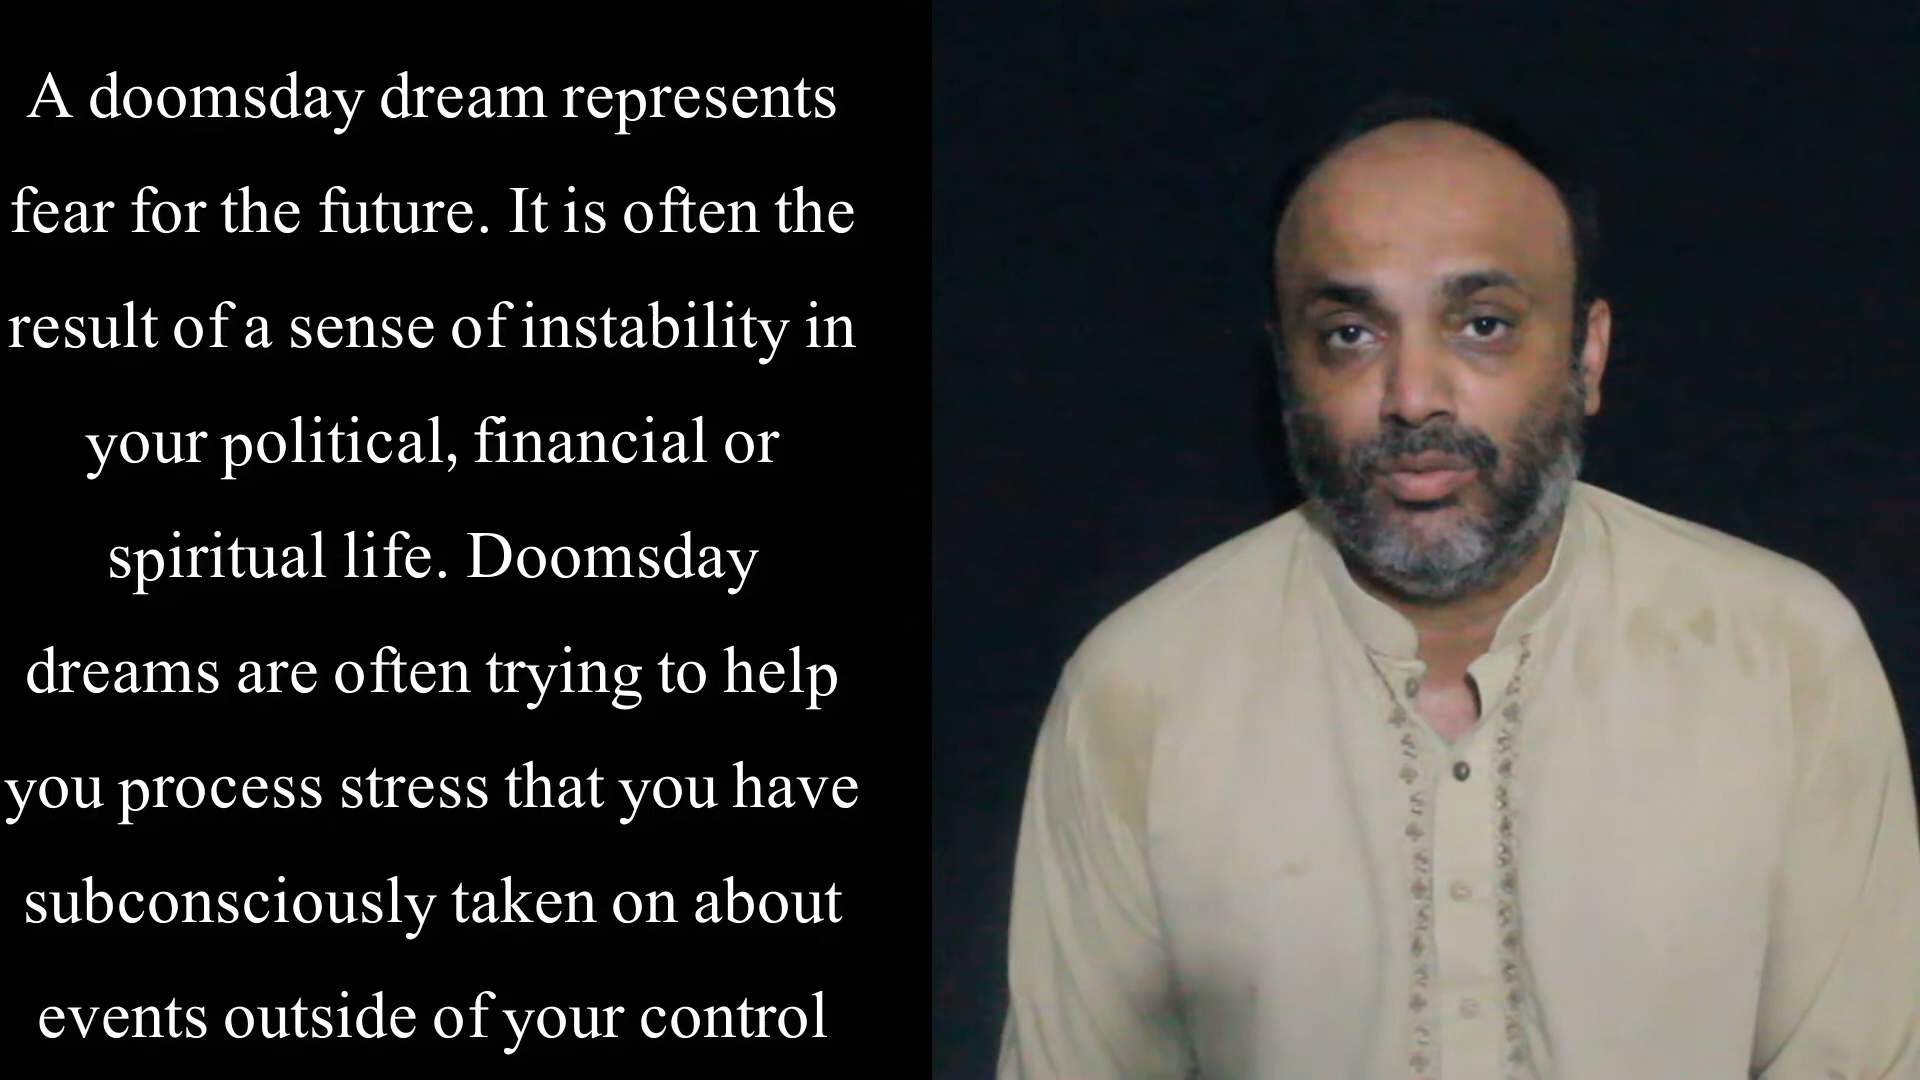 A doomsday dream represents
fear for the future. It is often the
result of a sense of instability in
your political, financial or
spiritual life. Doomsday
dreams are often trying to help
you process stress that you have
subconsciously taken on about
events outside of your control